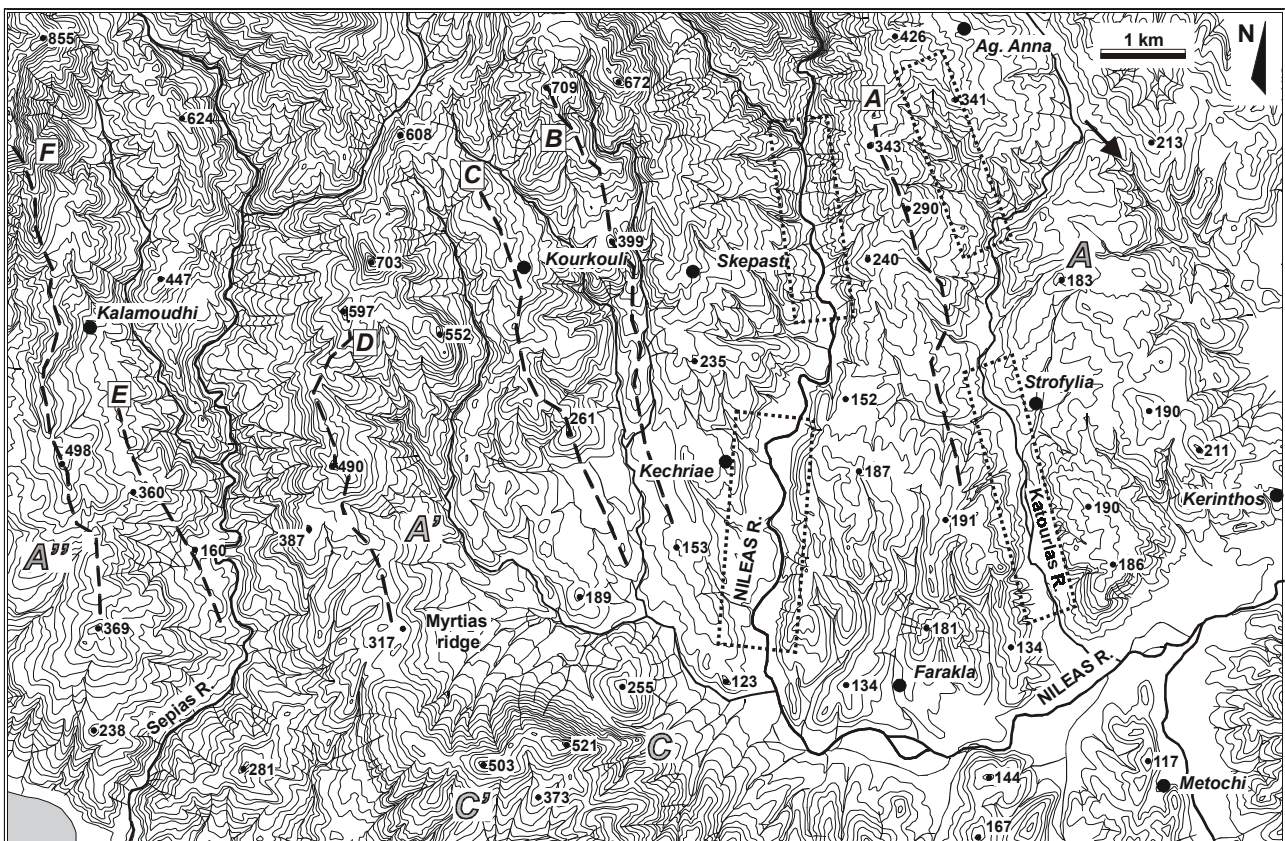 855
426
Ag. Anna
1 km
N
709
672
A
341
624
608
B
343
213
F
C
290
399
703
Kourkouli
Skepasti
240
A
183
447
Kalamoudhi
597
D
552
235
Strofylia
E
152
190
261
211
498
490
Kechriae
187
Kerinthos
360
191
190
A'
NILEAS R.
Katourias R.
387
A''
160
153
186
189
369
317
Myrtias
ridge
181
134
Farakla
Sepias R.
255
123
134
NILEAS R.
238
521
C
117
281
503
144
Metochi
C'
373
167